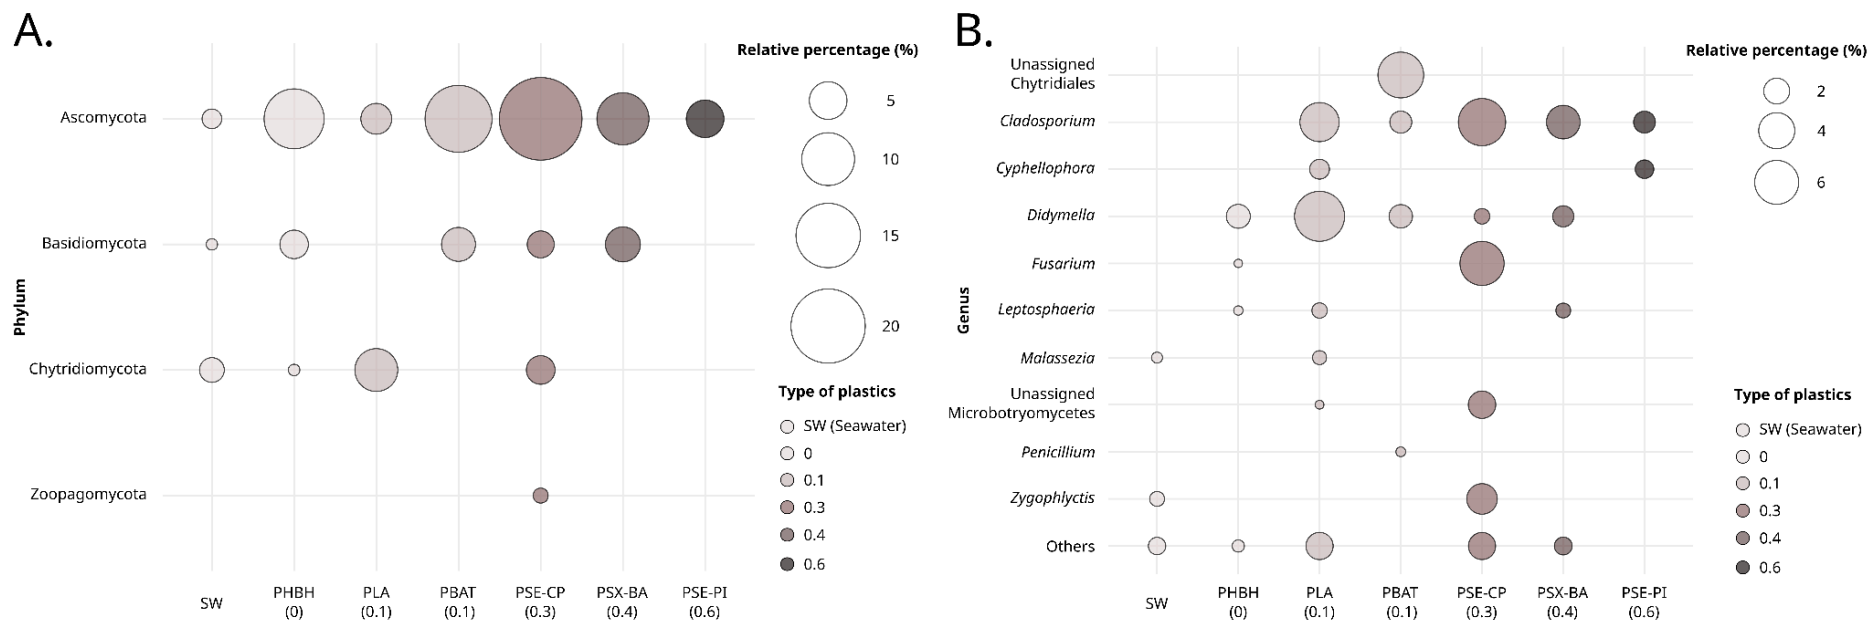 A.
Relative percentage (%)
5
10
15
20
Ascomycota
Basidiomycota
Chytridiomycota
Zoopagomycota
Phylum
Type of plastics
SW (Seawater)
0
0.1
0.3
0.4
0.6
SW
PHBH
(0)
PLA
(0.1)
PBAT
(0.1)
PSE-CP
(0.3)
PSX-BA
(0.4)
PSE-PI
(0.6)
B.
Relative percentage (%)
2
4
6
Unassigned
Chytridiales
Cladosporium
Cyphellophora
Didymella
Fusarium
Leptosphaeria
Malassezia
Unassigned
Microbotryomycetes
Penicillium
Zygophlyctis
Others
Genus
Type of plastics
SW (Seawater)
0
0.1
0.3
0.4
0.6
SW
PHBH
(0)
PLA
(0.1)
PBAT
(0.1)
PSE-CP
(0.3)
PSX-BA
(0.4)
PSE-PI
(0.6)